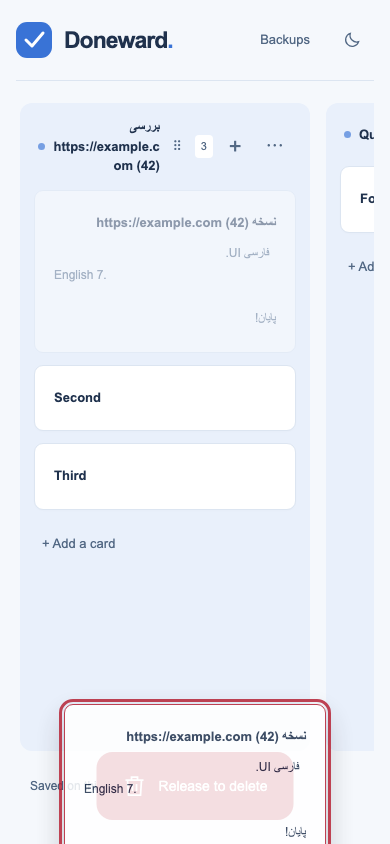 Doneward.
Backups
بررسی
https://example.c
om (42)
3
Qu
نسخه https://example.com (42)
فارسی UI.
English 7.
پایان!
Fo
+ Ad
Second
Third
+ Add a card
نسخه https://example.com (42)
فارسی UI.
Saved on
English 7.
Release to delete
پایان!